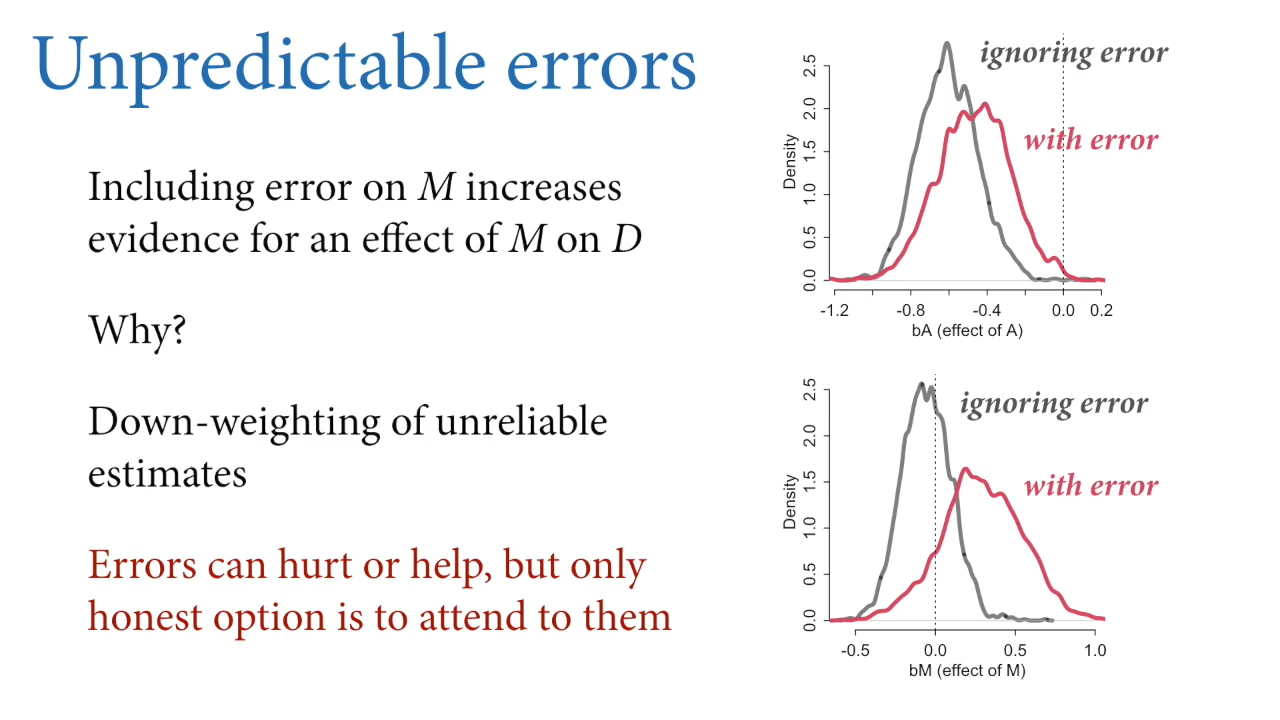 Unpredictable errors
Including error on M increases
evidence for an effect of M on D
Why?
Down-weighting of unreliable
estimates
Errors can hurt or help, but only
honest option is to attend to them
ignoring error
with error
Density
0.0 0.5 1.0 1.5 2.0 2.5
-1.2 -0.8 -0.4 0.0 0.2
bA (effect of A)
ignoring error
with error
Density
0.0 0.5 1.0 1.5 2.0 2.5
-0.5 0.0 0.5 1.0
bM (effect of M)